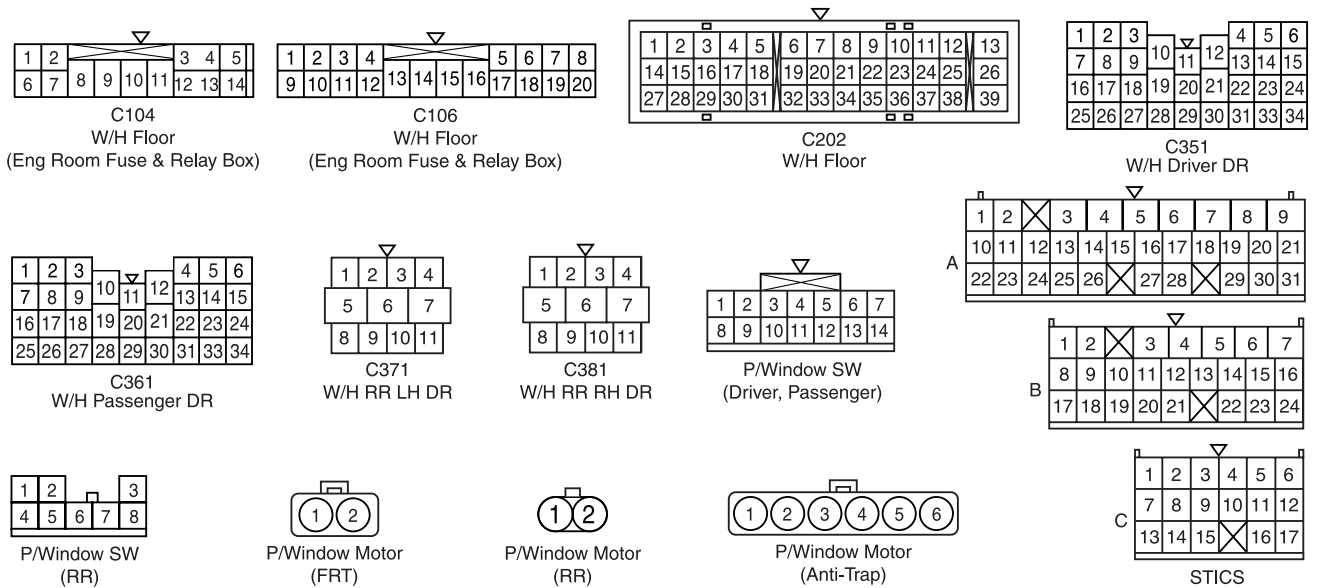 1 2 3 4 5
6 7 8 9 10 11 12 13 14
C104
W/H Floor
(Eng Room Fuse & Relay Box)
1 2 3 4 5 6 7 8
9 10 11 12 13 14 15 16 17 18 19 20
C106
W/H Floor
(Eng Room Fuse & Relay Box)
1 2 3 4 5 6 7 8 9 10 11 12 13
14 15 16 17 18 19 20 21 22 23 24 25 26
27 28 29 30 31 32 33 34 35 36 37 38 39
C202
W/H Floor
1 2 3 10 11 12 4 5 6
7 8 9 13 14 15
16 17 18 19 20 21 22 23 24
25 26 27 28 29 30 31 32 33 34
C351
W/H Driver DR
1 2 3 10 11 12 4 5 6
7 8 9 13 14 15
16 17 18 19 20 21 22 23 24
25 26 27 28 29 30 31 32 33 34
C361
W/H Passenger DR
1 2 3 4
5 6 7
8 9 10 11
C371
W/H RR LH DR
1 2 3 4
5 6 7
8 9 10 11
C381
W/H RR RH DR
1 2 3 4 5 6 7
8 9 10 11 12 13 14
P/Window SW
(Driver, Passenger)
A
1 2 3 4 5 6 7 8 9
10 11 12 13 14 15 16 17 18 19 20 21
22 23 24 25 26 27 28 29 30 31
B
1 2 3 4 5 6 7
8 9 10 11 12 13 14 15 16
17 18 19 20 21 22 23 24
C
1 2 3 4 5 6
7 8 9 10 11 12
13 14 15 16 17
STICS
1 2 3
4 5 6 7 8
P/Window SW
(RR)
1 2
P/Window Motor
(FRT)
1 2
P/Window Motor
(RR)
1 2 3 4 5 6
P/Window Motor
(Anti-Trap)